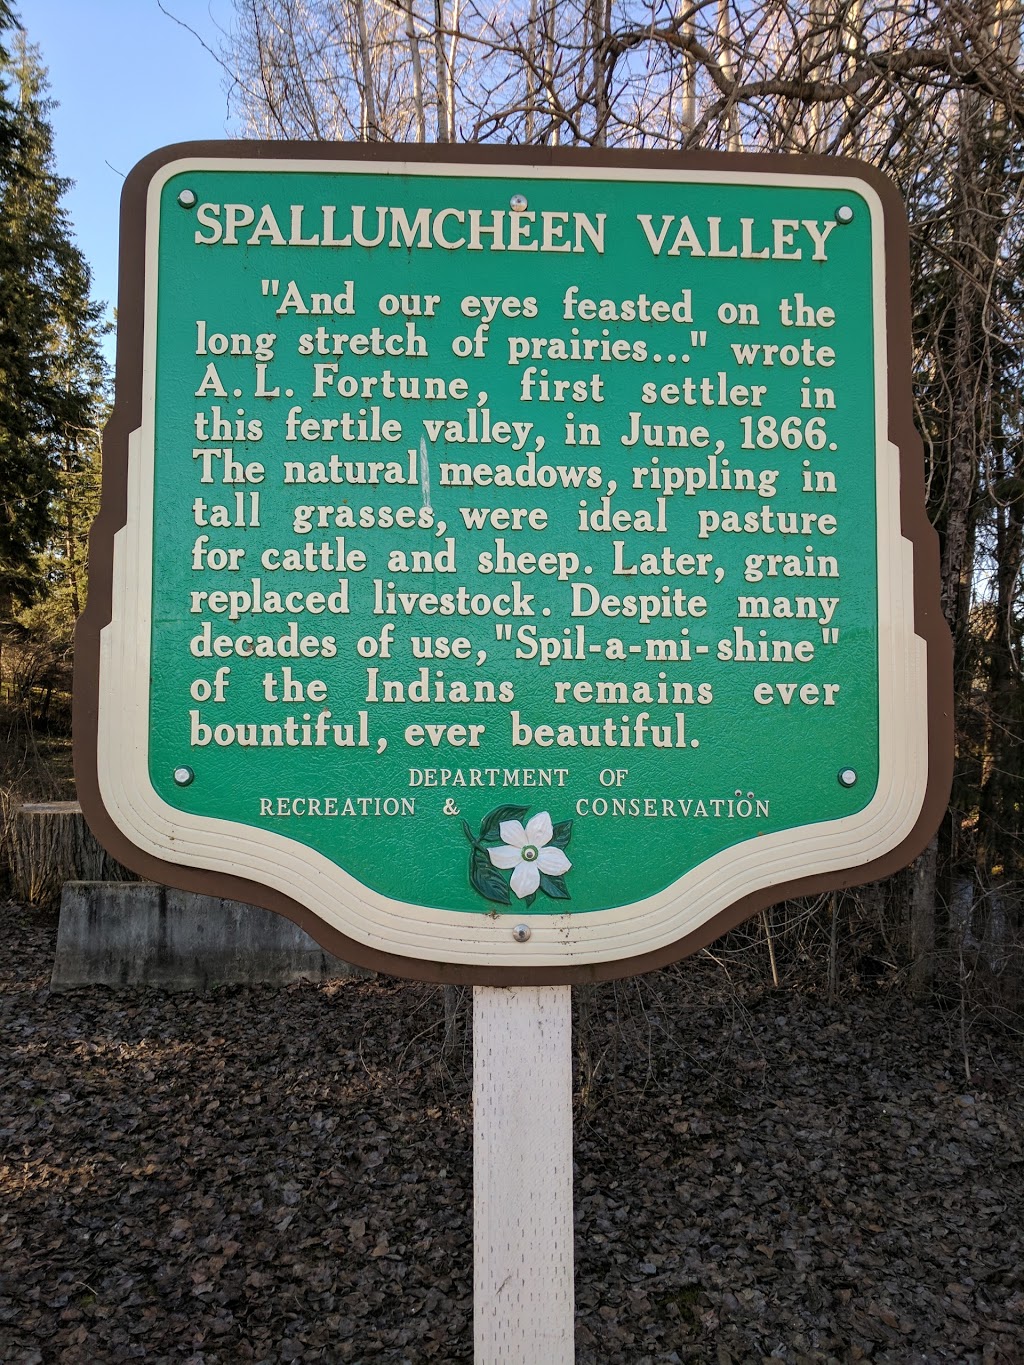 SPALLUMCHEEN VALLEY
"And our eyes feasted on the
long stretch of prairies..." wrote
A. L. Fortune, first settler in
this fertile valley, in June, 1866.
The natural meadows, rippling in
tall grasses, were ideal pasture
for cattle and sheep. Later, grain
replaced livestock. Despite many
decades of use, "Spil-a-mi-shine"
of the Indians remains ever
bountiful, ever beautiful.
DEPARTMENT OF
RECREATION & CONSERVATION